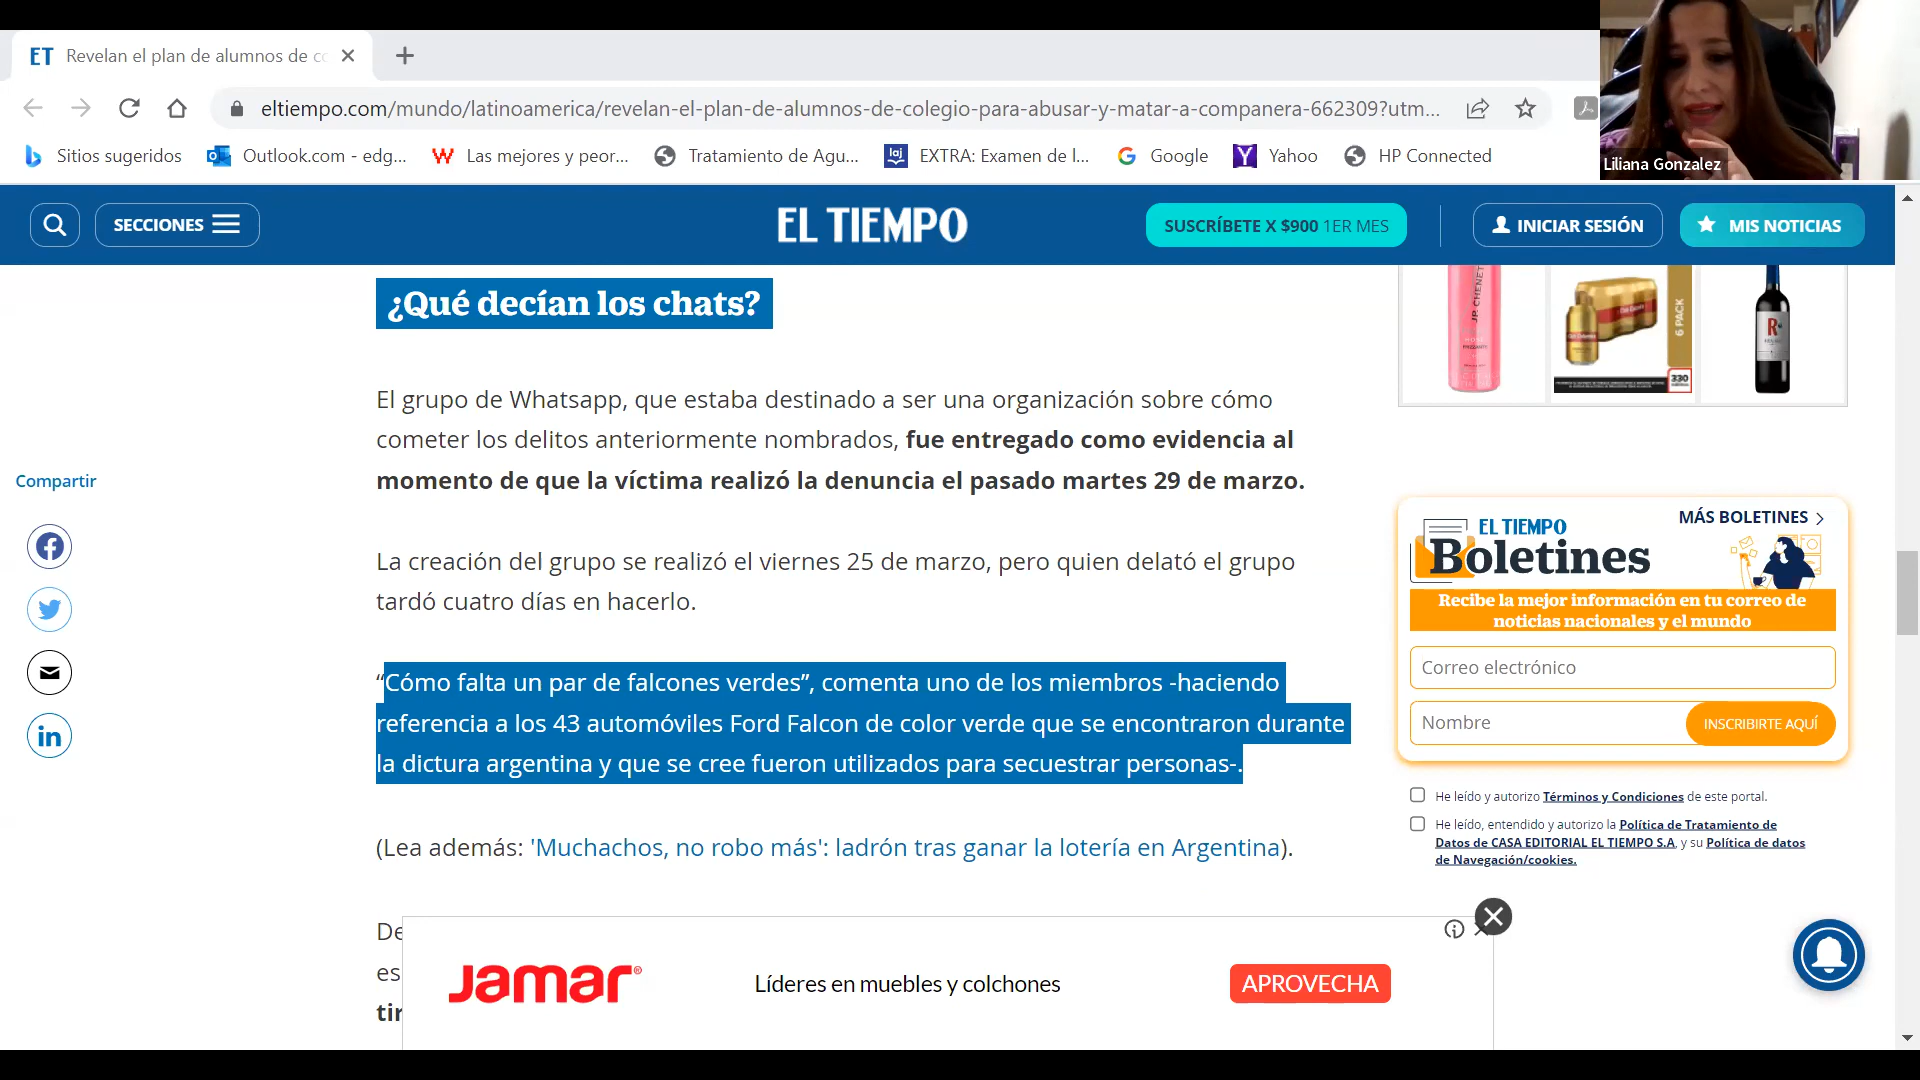 ET Revelan el plan de alumnos de co
eltiempo.com/mundo/latinoamerica/revelan-el-plan-de-alumnos-de-colegio-para-abusar-y-matar-a-companera-662309?utm...
Sitios sugeridos Outlook.com - edg... Las mejores y peor... Tratamiento de Agu... EXTRA: Examen de l... Google Yahoo HP Connected
Liliana Gonzalez
SECCIONES EL TIEMPO SUSCRÍBETE X $900 1ER MES INICIAR SESIÓN MIS NOTICIAS
¿Qué decían los chats?
El grupo de Whatsapp, que estaba destinado a ser una organización sobre cómo
cometer los delitos anteriormente nombrados, fue entregado como evidencia al
momento de que la víctima realizó la denuncia el pasado martes 29 de marzo.
Compartir
La creación del grupo se realizó el viernes 25 de marzo, pero quien delató el grupo
tardó cuatro días en hacerlo.
“Cómo falta un par de falcones verdes”, comenta uno de los miembros -haciendo
referencia a los 43 automóviles Ford Falcon de color verde que se encontraron durante
la dictura argentina y que se cree fueron utilizados para secuestrar personas-.
(Lea además: 'Muchachos, no robo más': ladrón tras ganar la lotería en Argentina).
De
es
tir
Jamar
Líderes en muebles y colchones
APROVECHA
J.P. CHENET
6 PACK
330
R
MÁS BOLETINES
EL TIEMPO
Boletines
Recibe la mejor información en tu correo de
noticias nacionales y el mundo
Correo electrónico
Nombre
INSCRIBIRTE AQUÍ
He leído y autorizo Términos y Condiciones de este portal.
He leído, entendido y autorizo la Política de Tratamiento de
Datos de CASA EDITORIAL EL TIEMPO S.A, y su Política de datos
de Navegación/cookies.